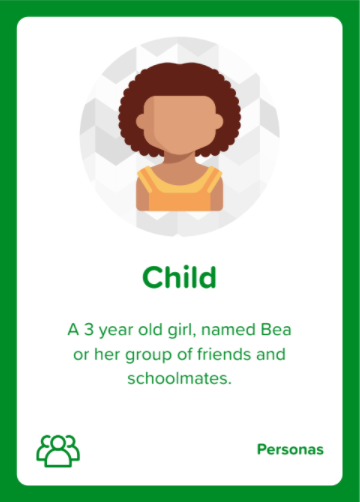 Child
A 3 year old girl, named Bea
or her group of friends and
schoolmates.
Personas